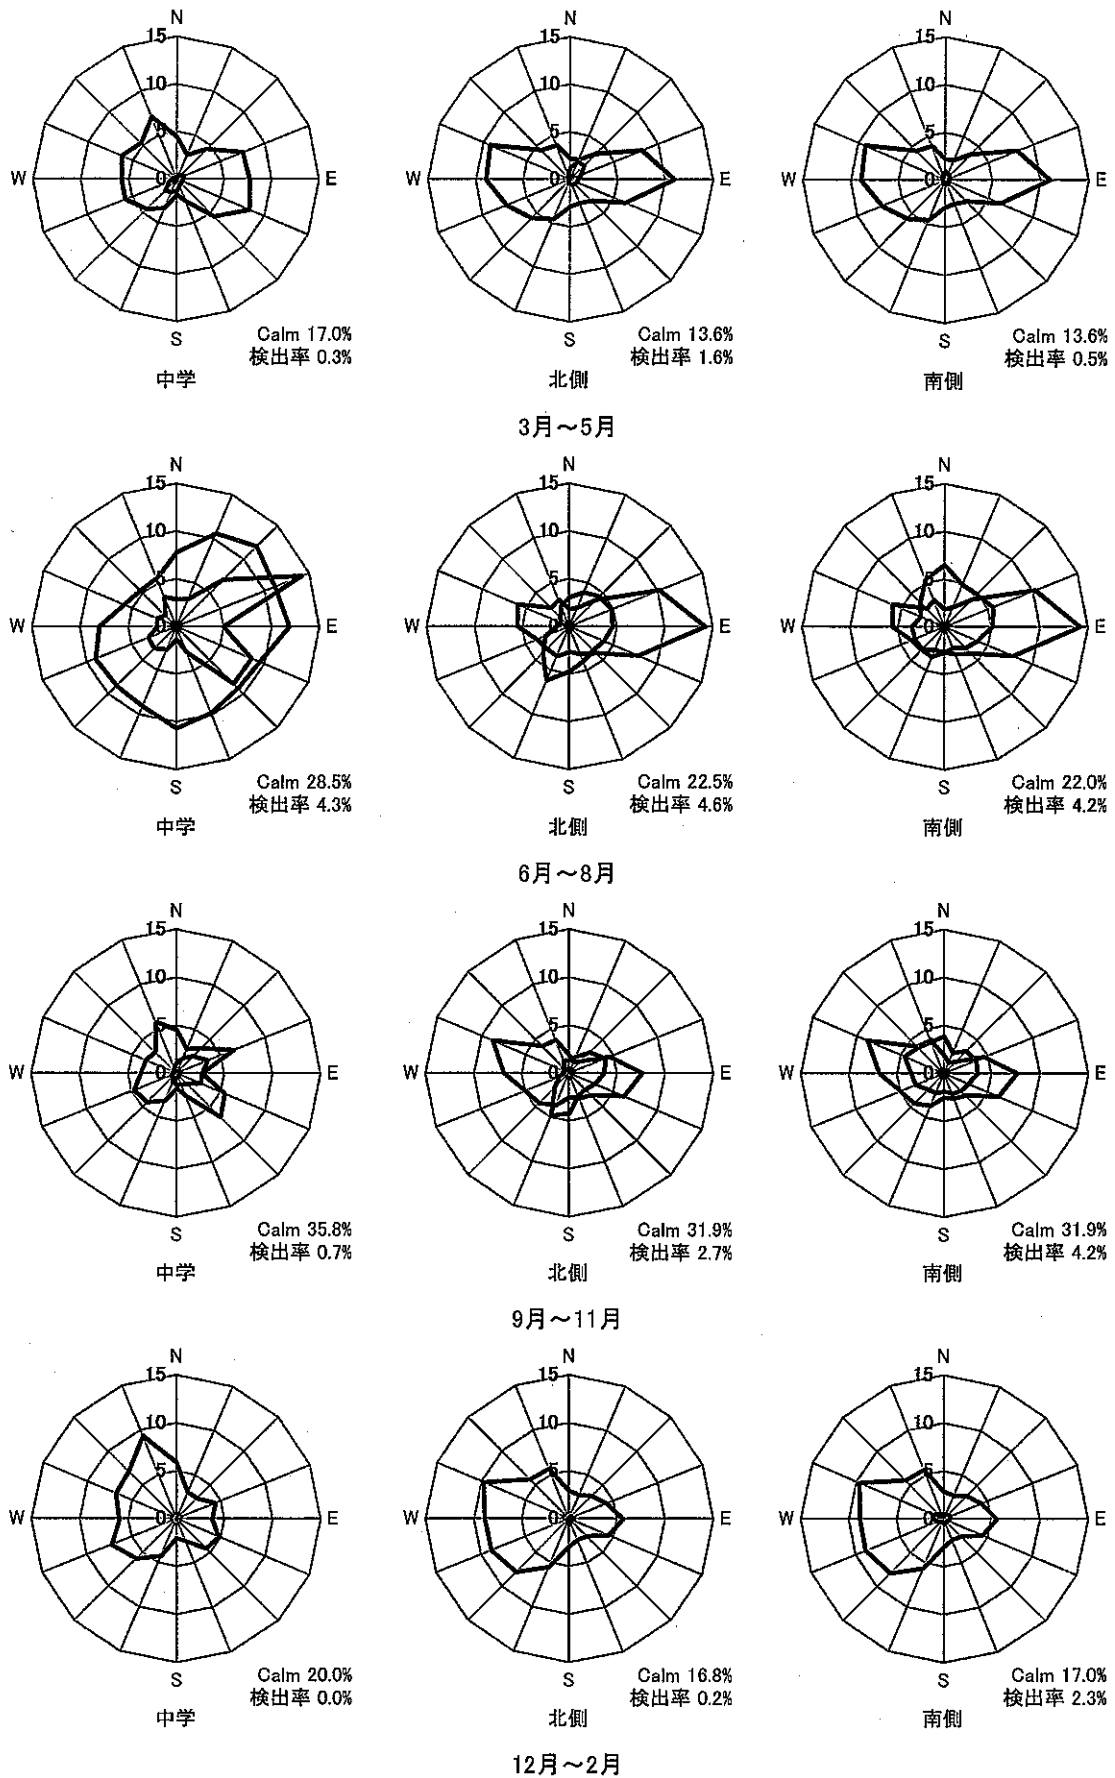 N
15
10
5
0
W
E
S
Calm 17.0%
検出率 0.3%
中学
N
15
10
5
0
W
E
S
Calm 13.6%
検出率 1.6%
北側
N
15
10
5
0
W
E
S
Calm 13.6%
検出率 0.5%
南側
3月～5月
N
15
10
5
0
W
E
S
Calm 28.5%
検出率 4.3%
中学
N
15
10
5
0
W
E
S
Calm 22.5%
検出率 4.6%
北側
N
15
10
5
0
W
E
S
Calm 22.0%
検出率 4.2%
南側
6月～8月
N
15
10
5
0
W
E
S
Calm 35.8%
検出率 0.7%
中学
N
15
10
5
0
W
E
S
Calm 31.9%
検出率 2.7%
北側
N
15
10
5
0
W
E
S
Calm 31.9%
検出率 4.2%
南側
9月～11月
N
15
10
5
0
W
E
S
Calm 20.0%
検出率 0.0%
中学
N
15
10
5
0
W
E
S
Calm 16.8%
検出率 0.2%
北側
N
15
10
5
0
W
E
S
Calm 17.0%
検出率 2.3%
南側
12月～2月